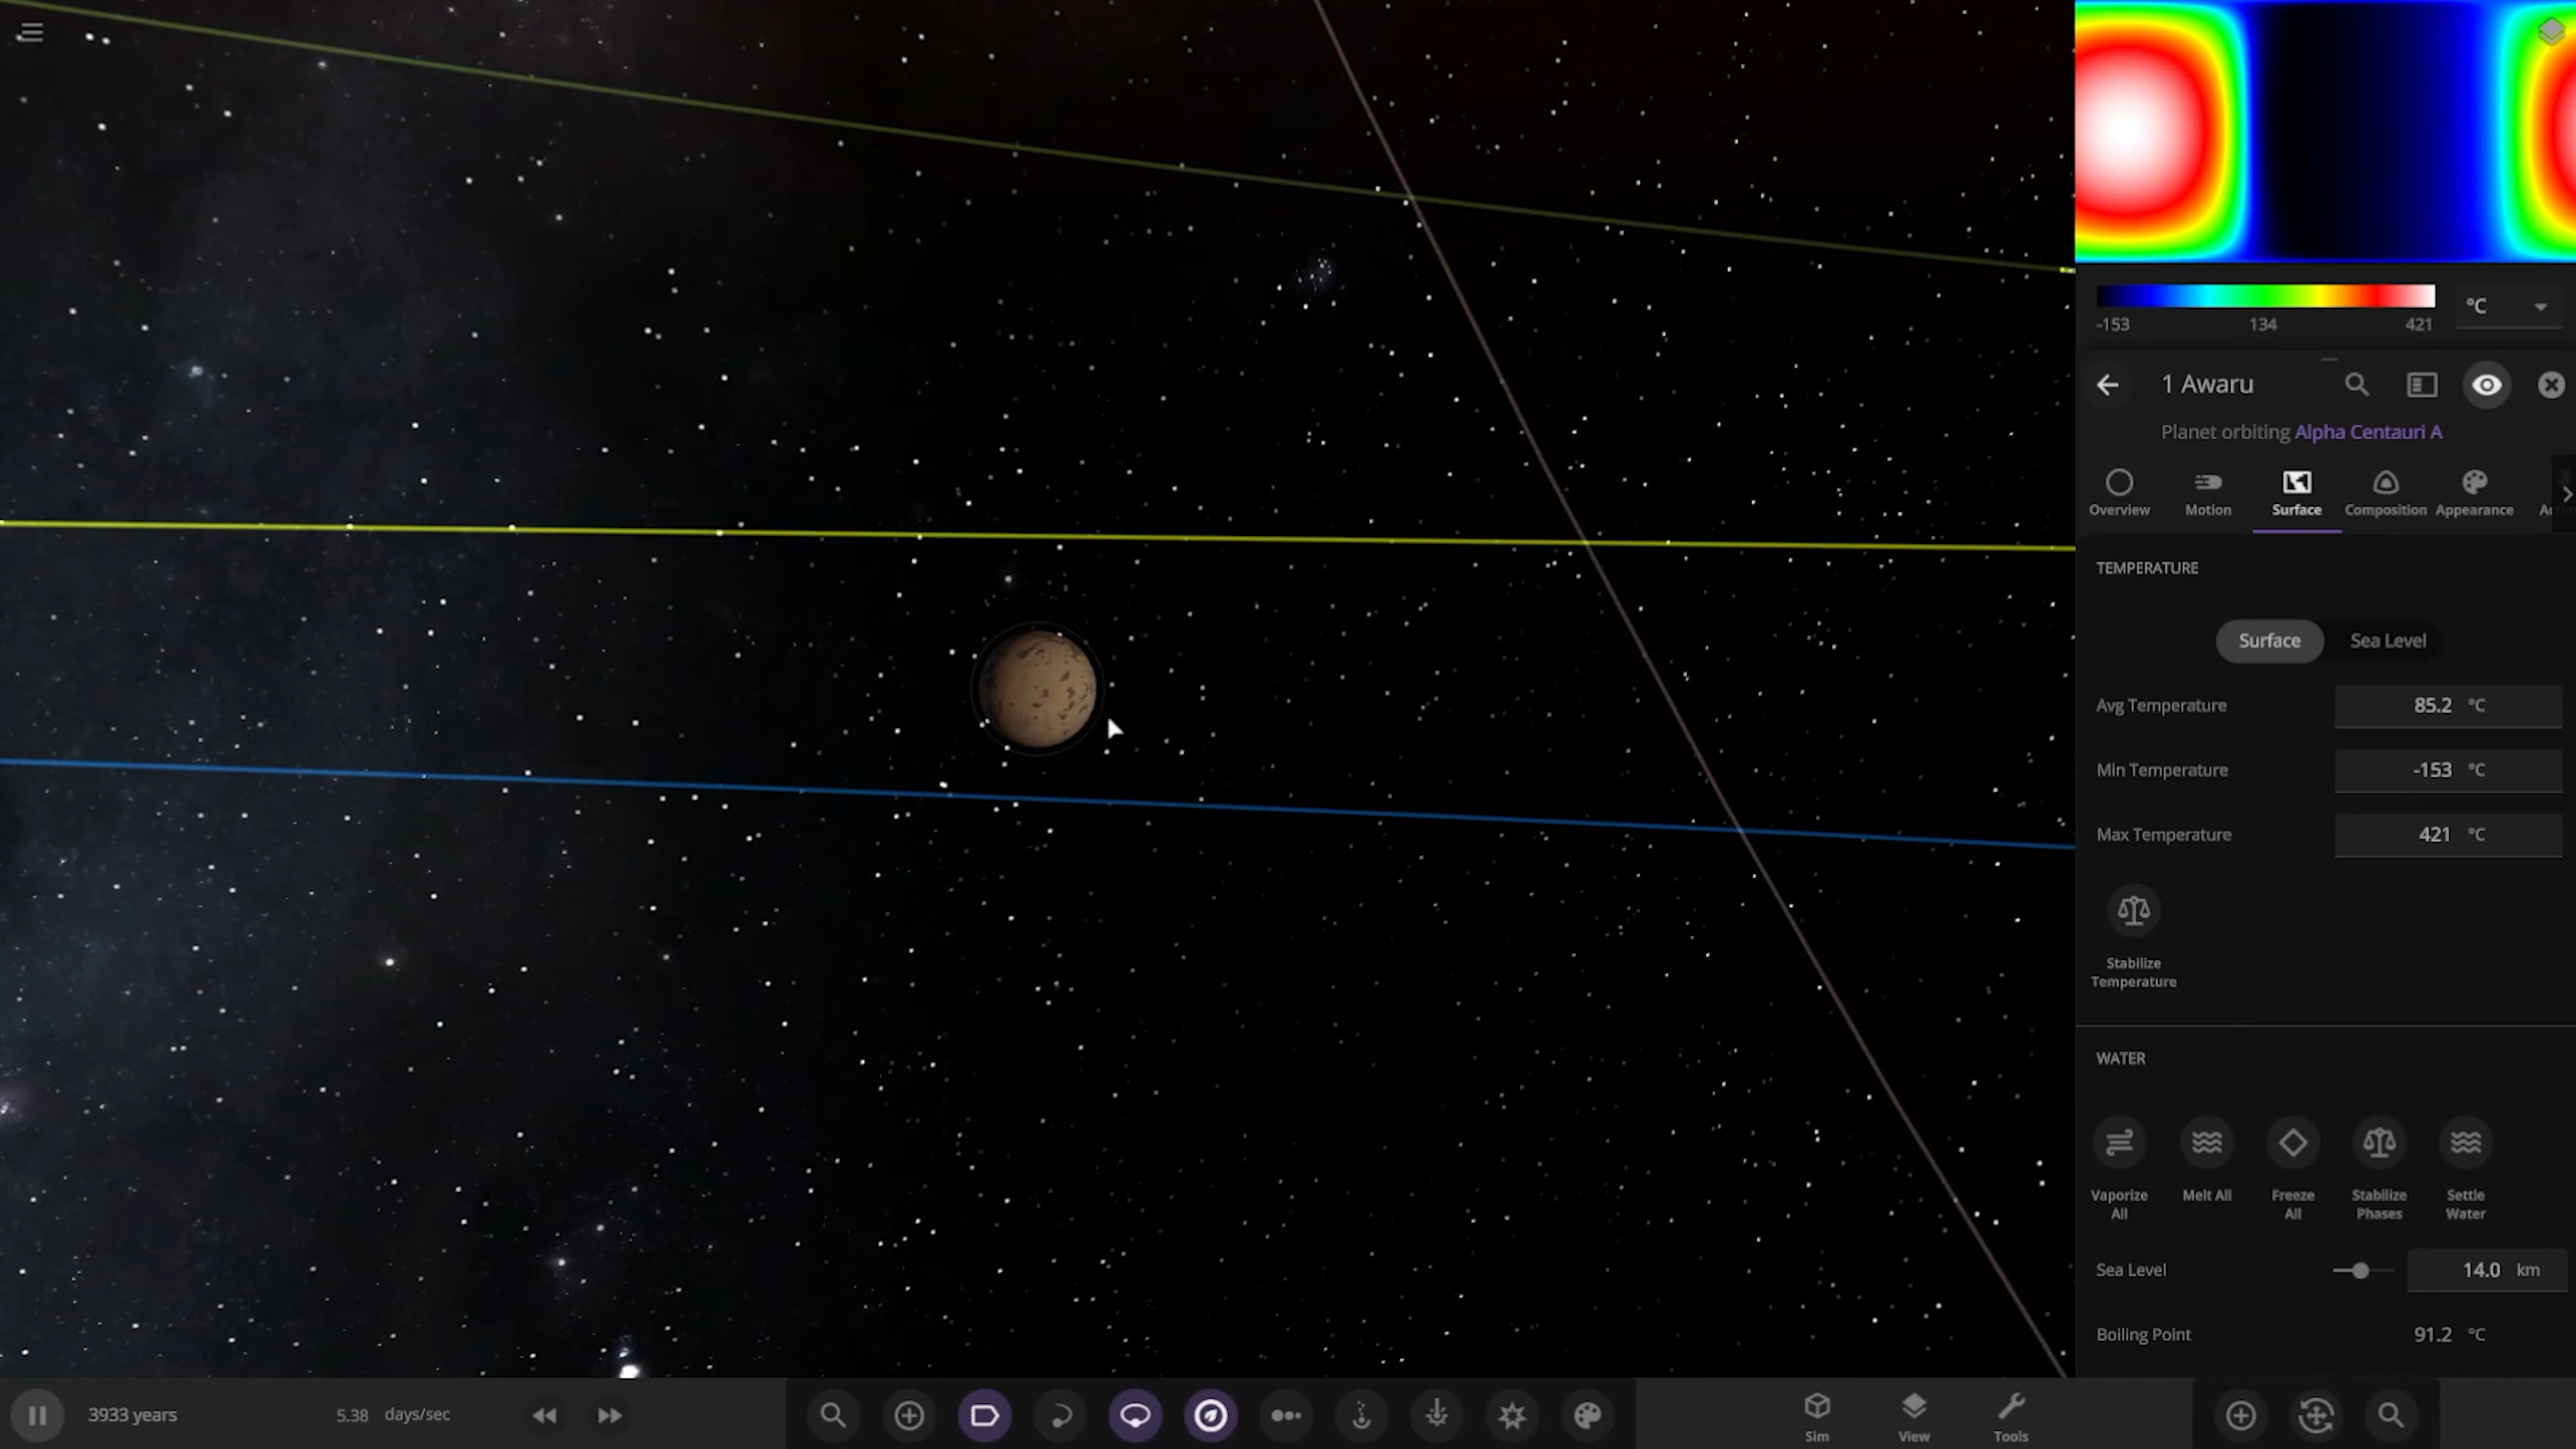 -153 134 421
°C
1 Awaru
Planet orbiting Alpha Centauri A
Overview Motion Surface Composition Appearance
TEMPERATURE
Surface Sea Level
Avg Temperature 85.2 °C
Min Temperature -153 °C
Max Temperature 421 °C
Stabilize
Temperature
WATER
Vaporize All
Melt All
Freeze All
Stabilize Phases
Settle Water
Sea Level 14.0 km
Boiling Point 91.2 °C
3933 years 5.38 days/sec
Sim View Tools